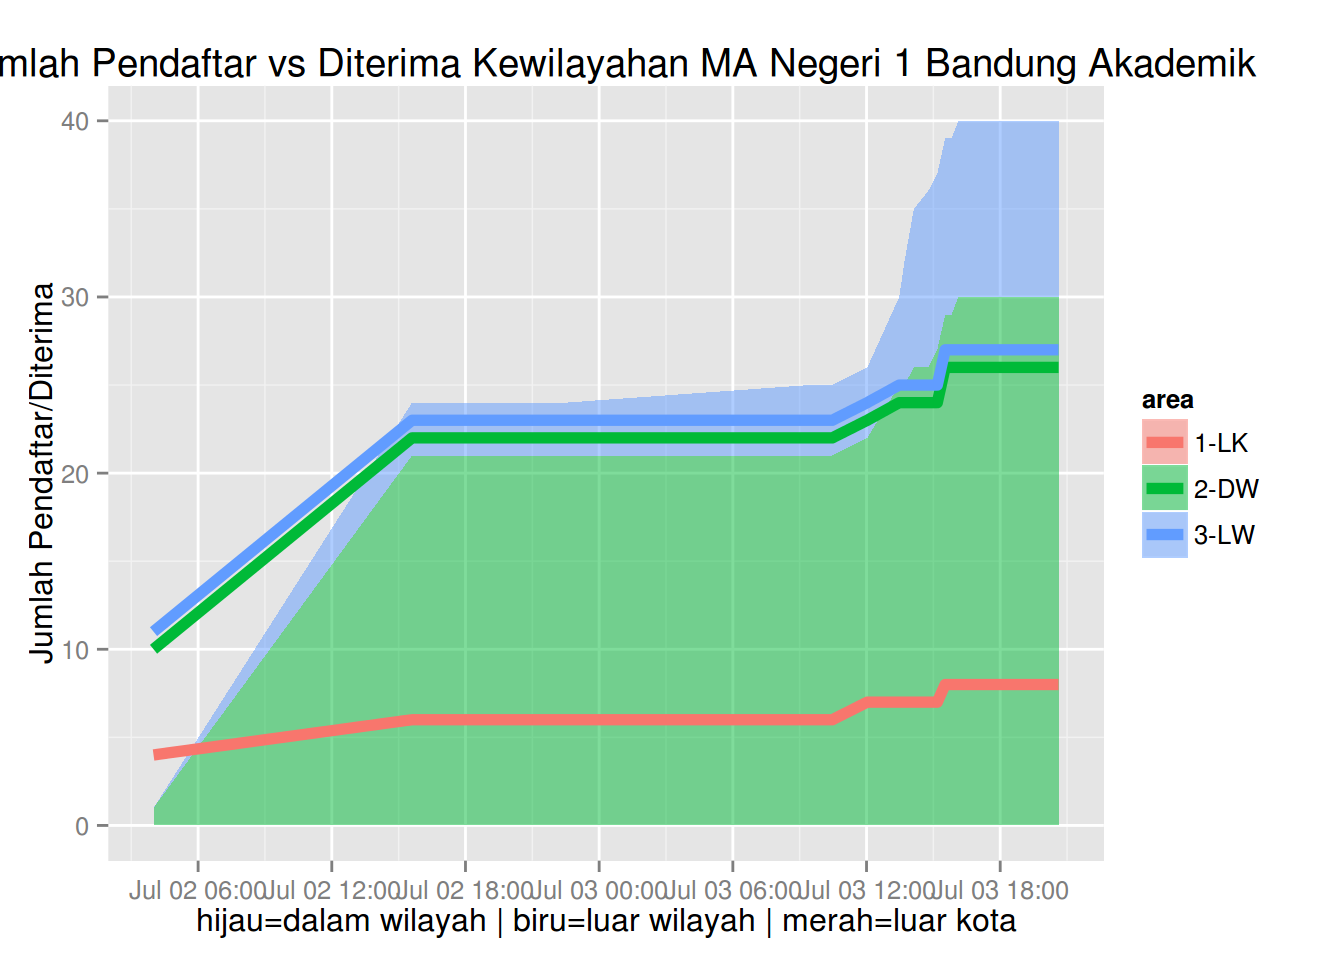 mlah Pendaftar vs Diterima Kewilayahan MA Negeri 1 Bandung Akademik
Jumlah Pendaftar/Diterima
40
30
20
10
0
Jul 02 06:00
Jul 02 12:00
Jul 02 18:00
Jul 03 00:00
Jul 03 06:00
Jul 03 12:00
Jul 03 18:00
hijau=dalam wilayah | biru=luar wilayah | merah=luar kota
area
1-LK
2-DW
3-LW